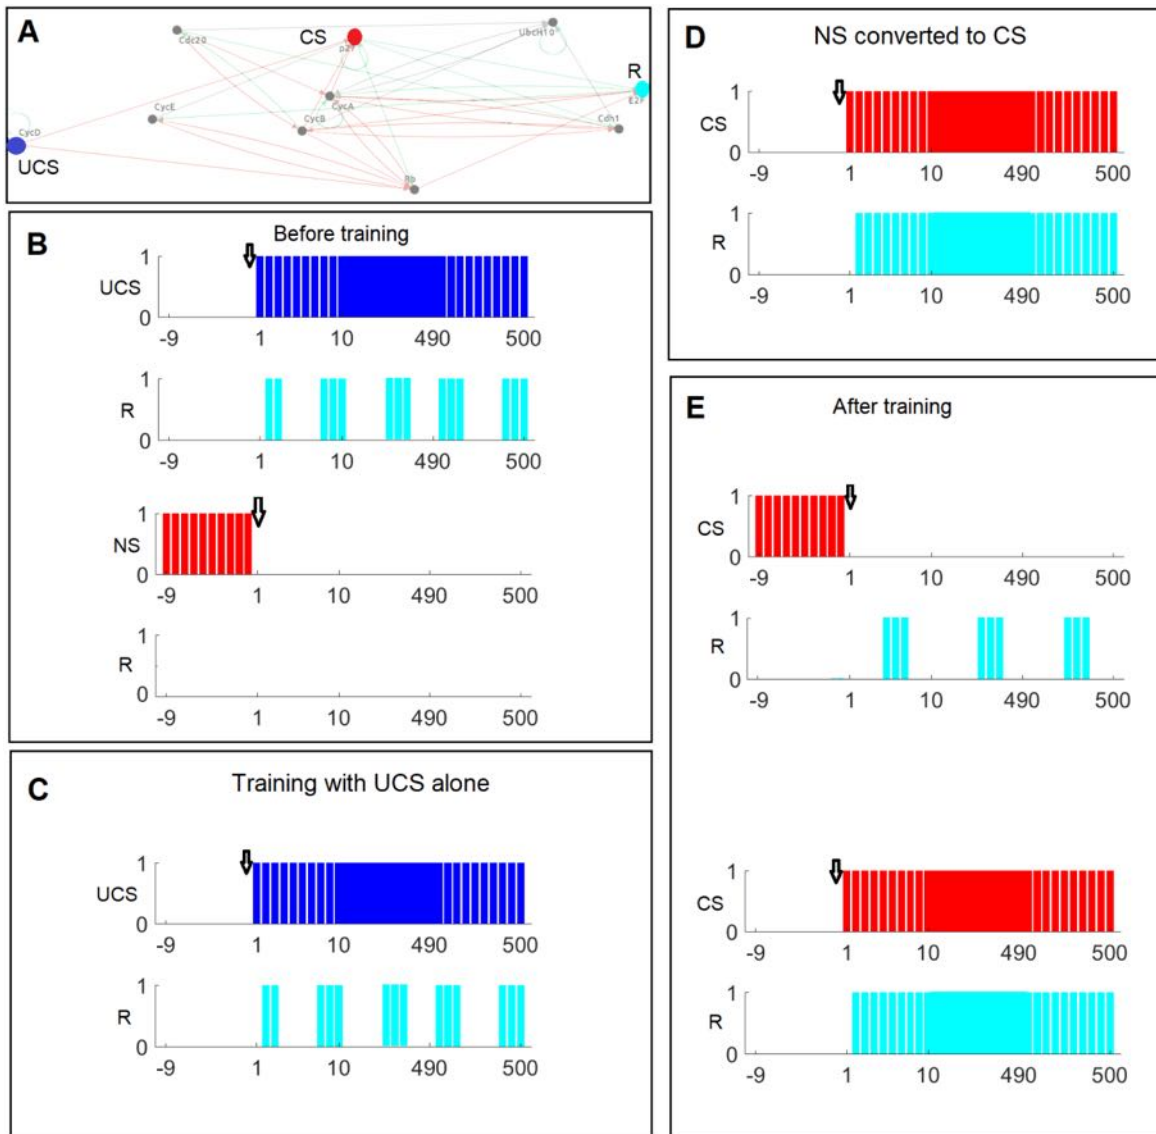 A
CS
Cdc20
p27
UbcH10
R
E2F
CycE
CycA
CycB
Cdh1
CycD
UCS
Rb
B
Before training
UCS
1
0
-9 1 10 490 500
R
1
0
-9 1 10 490 500
NS
1
0
-9 1 10 490 500
R
1
0
-9 1 10 490 500
C
Training with UCS alone
UCS
1
0
-9 1 10 490 500
R
1
0
-9 1 10 490 500
D
NS converted to CS
CS
1
0
-9 1 10 490 500
R
1
0
-9 1 10 490 500
E
After training
CS
1
0
-9 1 10 490 500
R
1
0
-9 1 10 490 500
CS
1
0
-9 1 10 490 500
R
1
0
-9 1 10 490 500